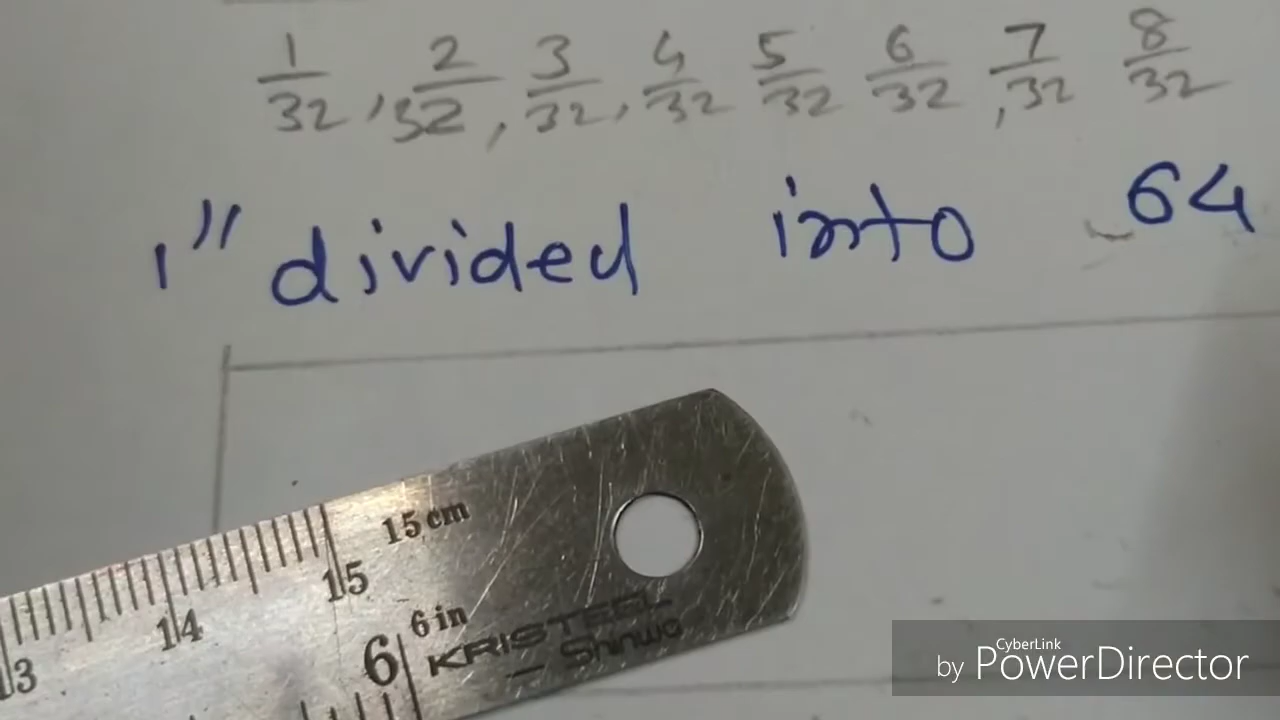 1/32, 2/32, 3/32, 4/32 5/32 6/32, 7/32 8/32
1" divided into 64
15 cm
13 14 15
6 in
6
KRISTEEL
Shinwa
CyberLink
by PowerDirector